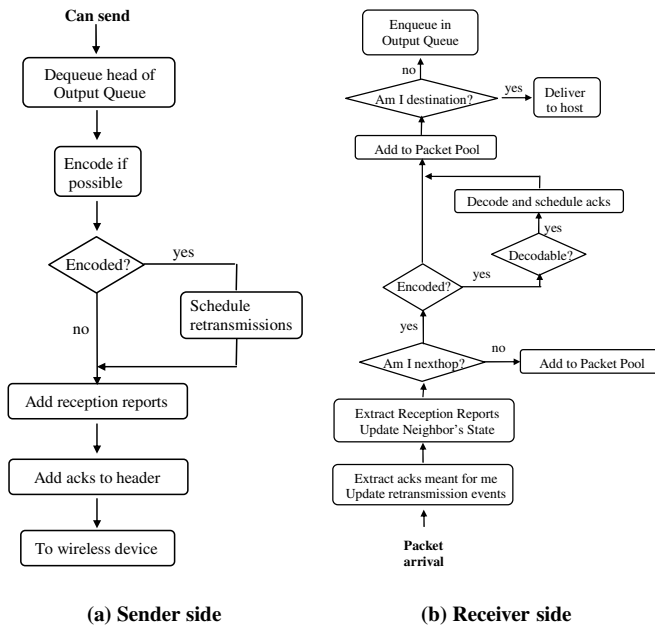 Can send
Dequeue head of
Output Queue
Encode if
possible
Encoded?
yes
Schedule
retransmissions
no
Add reception reports
Add acks to header
To wireless device
(a) Sender side
Enqueue in
Output Queue
no
Am I destination?
yes
Deliver
to host
Add to Packet Pool
Decode and schedule acks
yes
Decodable?
Encoded?
yes
yes
Am I nexthop?
no
Add to Packet Pool
Extract Reception Reports
Update Neighbor's State
Extract acks meant for me
Update retransmission events
Packet
arrival
(b) Receiver side